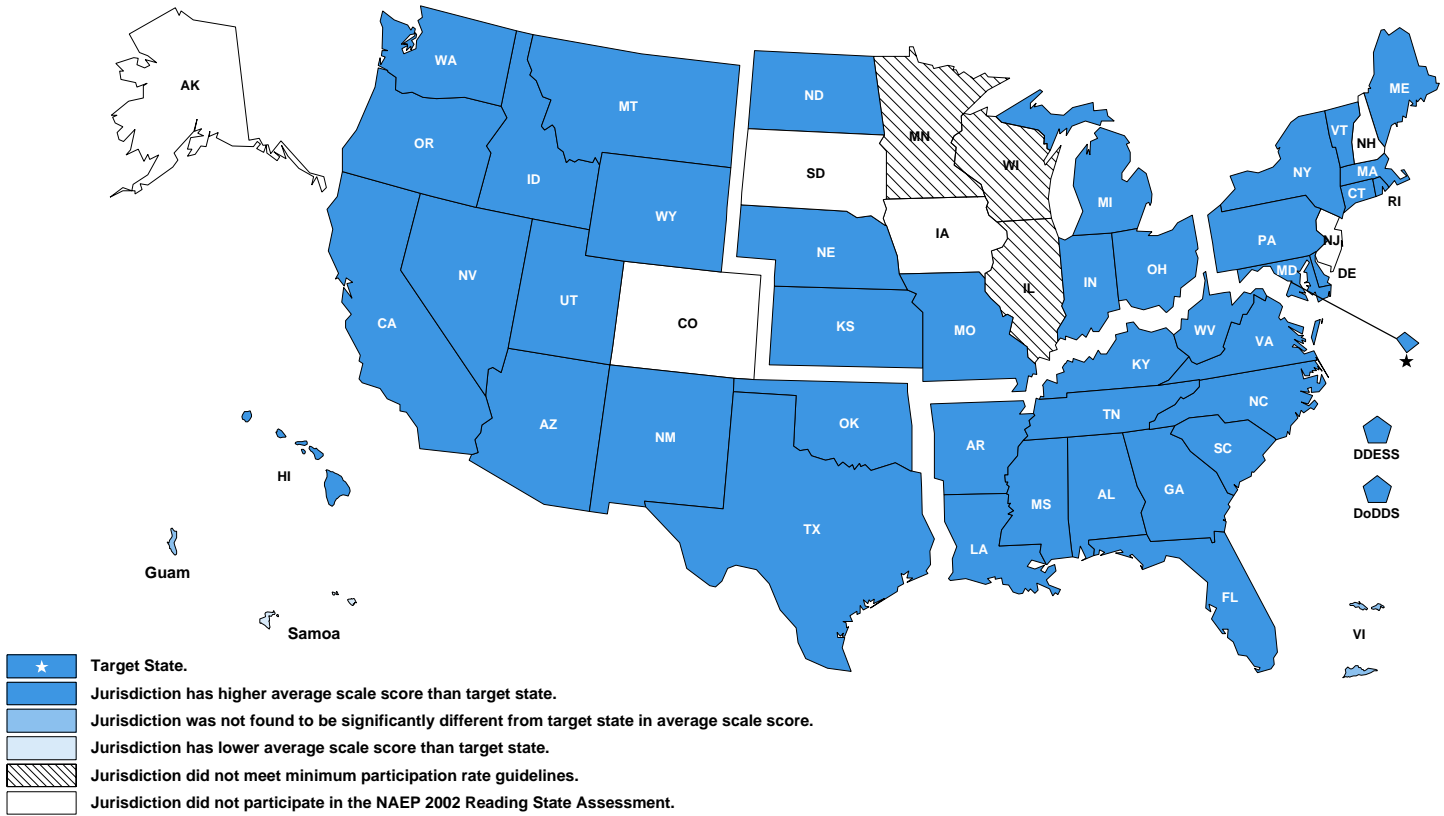 WA
MT
ND
MN
AK
OR
ID
WY
SD
WI
MI
ME
VT
NH
NY
MA
CT
RI
NV
UT
CO
NE
IA
IL
IN
OH
PA
NJ
MD
DE
CA
KS
MO
KY
WV
VA
AZ
NM
OK
AR
TN
NC
SC
HI
TX
LA
MS
AL
GA
FL
DDESS
DoDDS
Guam
Samoa
VI
Target State.
Jurisdiction has higher average scale score than target state.
Jurisdiction was not found to be significantly different from target state in average scale score.
Jurisdiction has lower average scale score than target state.
Jurisdiction did not meet minimum participation rate guidelines.
Jurisdiction did not participate in the NAEP 2002 Reading State Assessment.